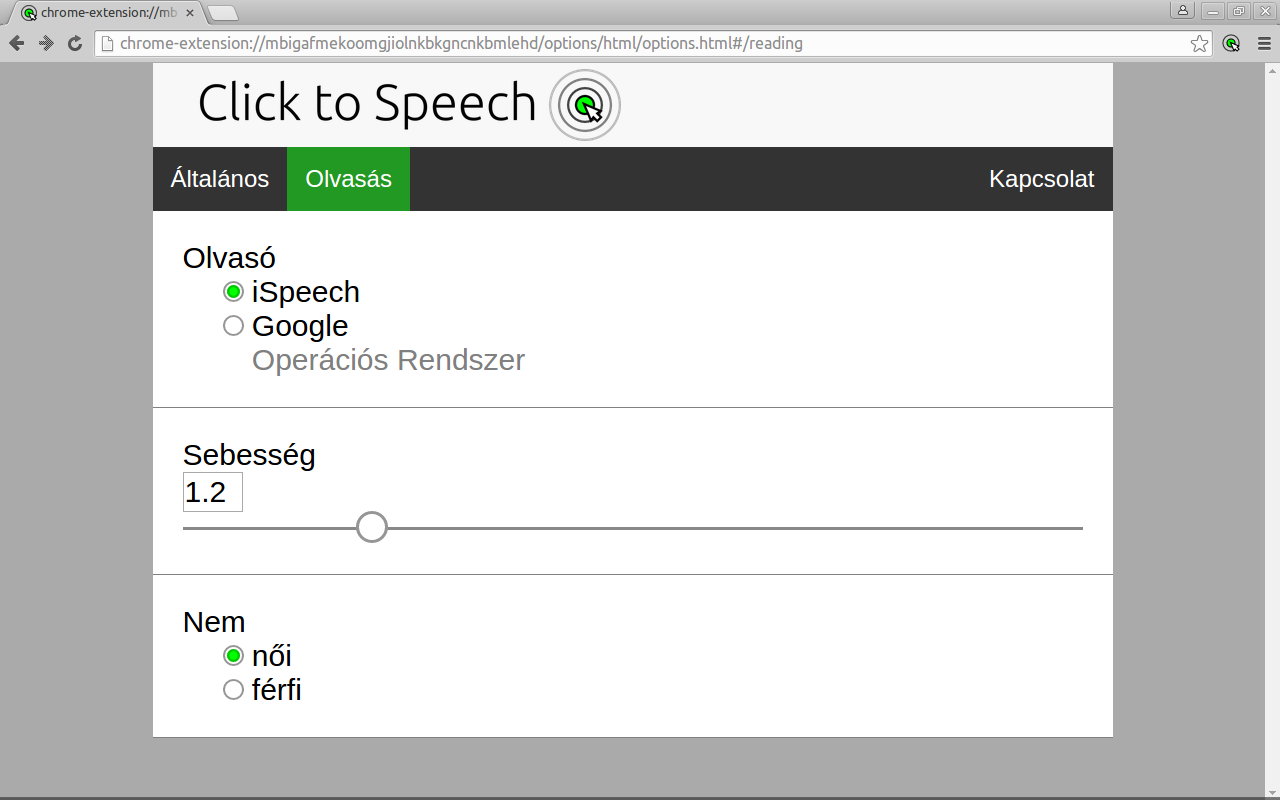 chrome-extension://mb
chrome-extension://mbigafmekoomgjiolnkbkgncnkbmlehd/options/html/options.html#/reading
Click to Speech
Általános Olvasás Kapcsolat
Olvasó
iSpeech
Google
Operációs Rendszer
Sebesség
1.2
Nem
női
férfi